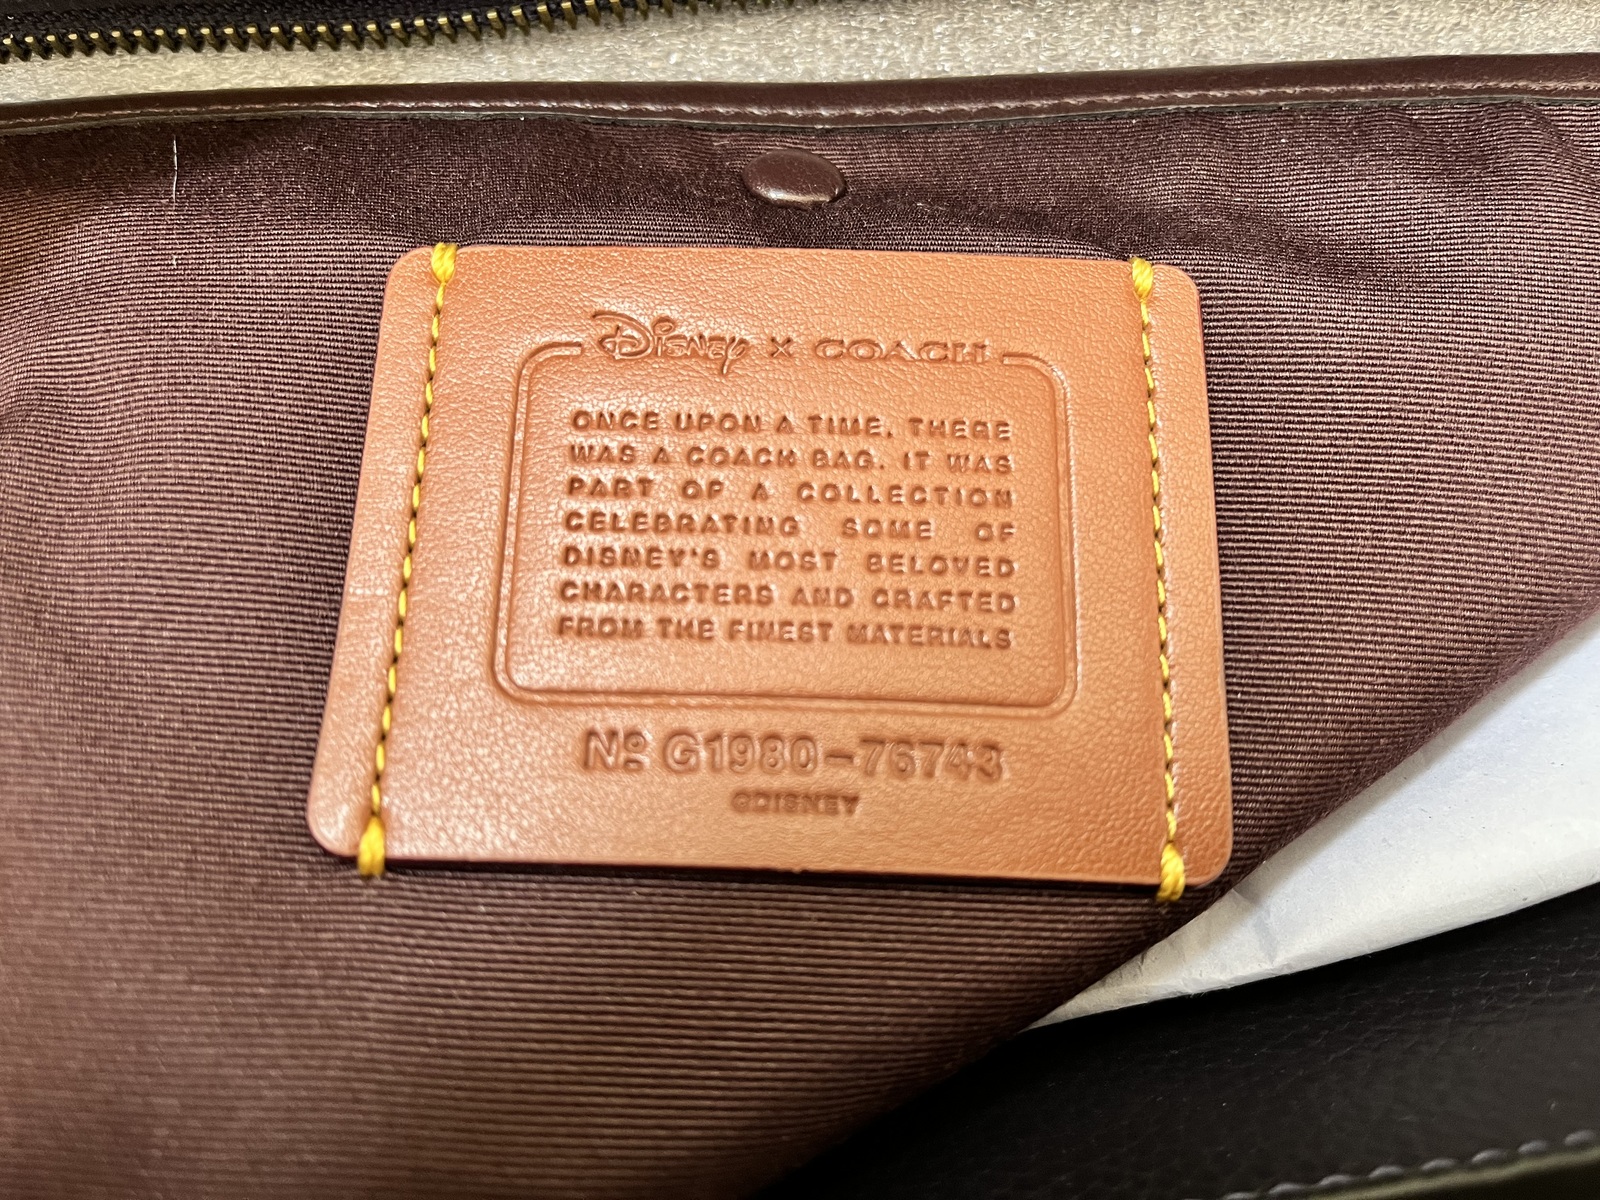 Disney × COACH
ONCE UPON A TIME, THERE
WAS A COACH BAG. IT WAS
PART OF A COLLECTION
CELEBRATING SOME OF
DISNEY'S MOST BELOVED
CHARACTERS AND CRAFTED
FROM THE FINEST MATERIALS
Nº G1980-76743
©DISNEY